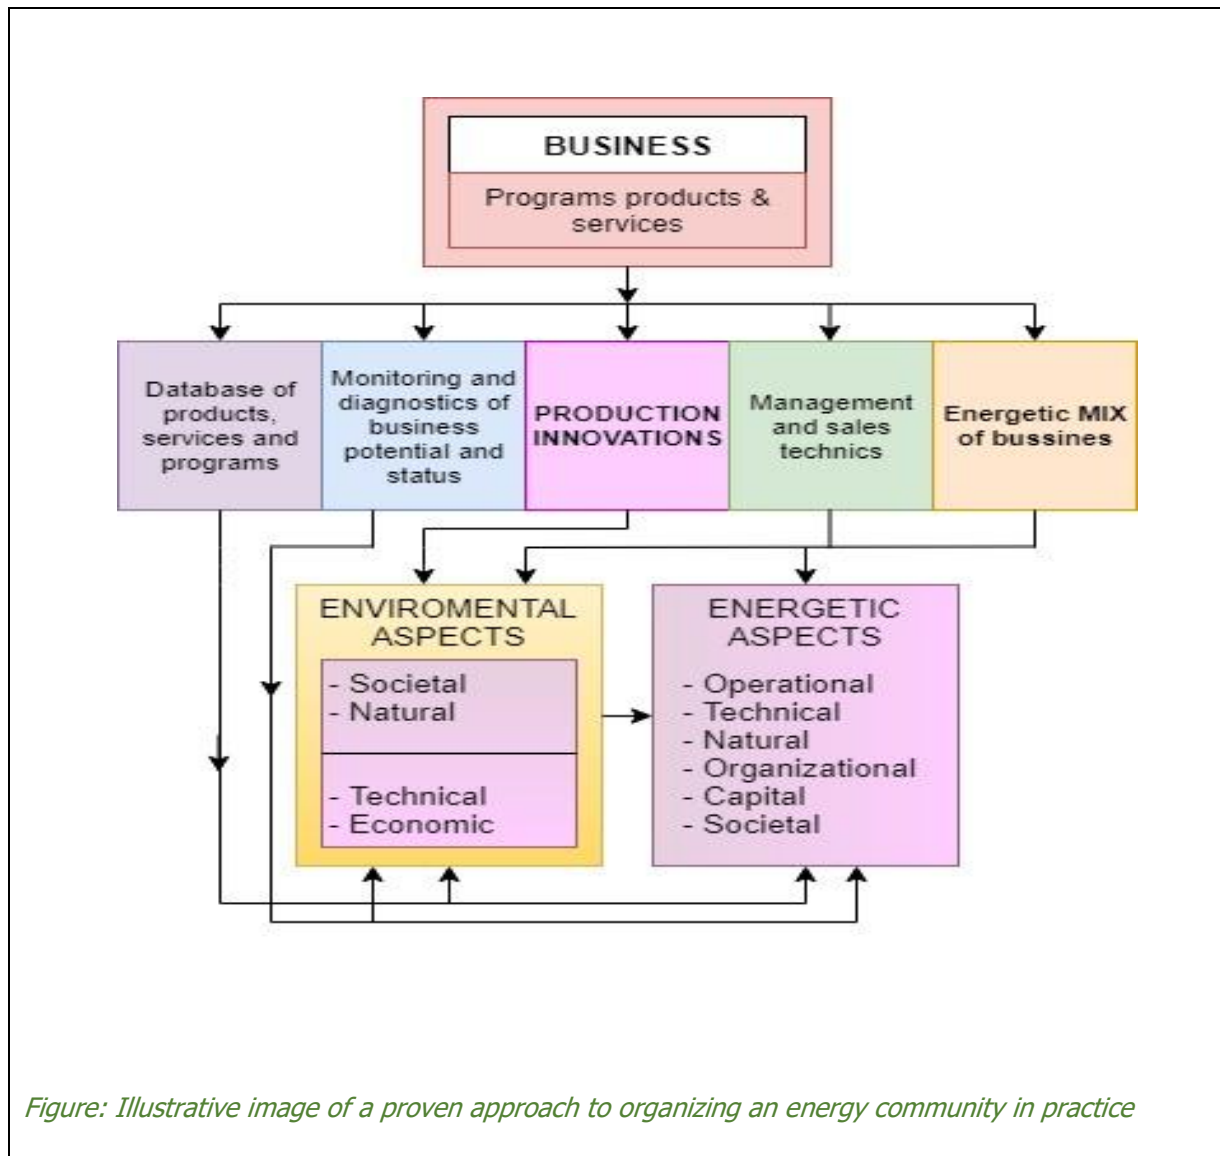 BUSINESS
Programs products &
services
Database of
products,
services and
programs
Monitoring and
diagnostics of
business
potential and
status
PRODUCTION
INNOVATIONS
Management
and sales
technics
Energetic MIX
of bussines
ENVIROMENTAL
ASPECTS
- Societal
- Natural
- Technical
- Economic
ENERGETIC
ASPECTS
- Operational
- Technical
- Natural
- Organizational
- Capital
- Societal
Figure: Illustrative image of a proven approach to organizing an energy community in practice